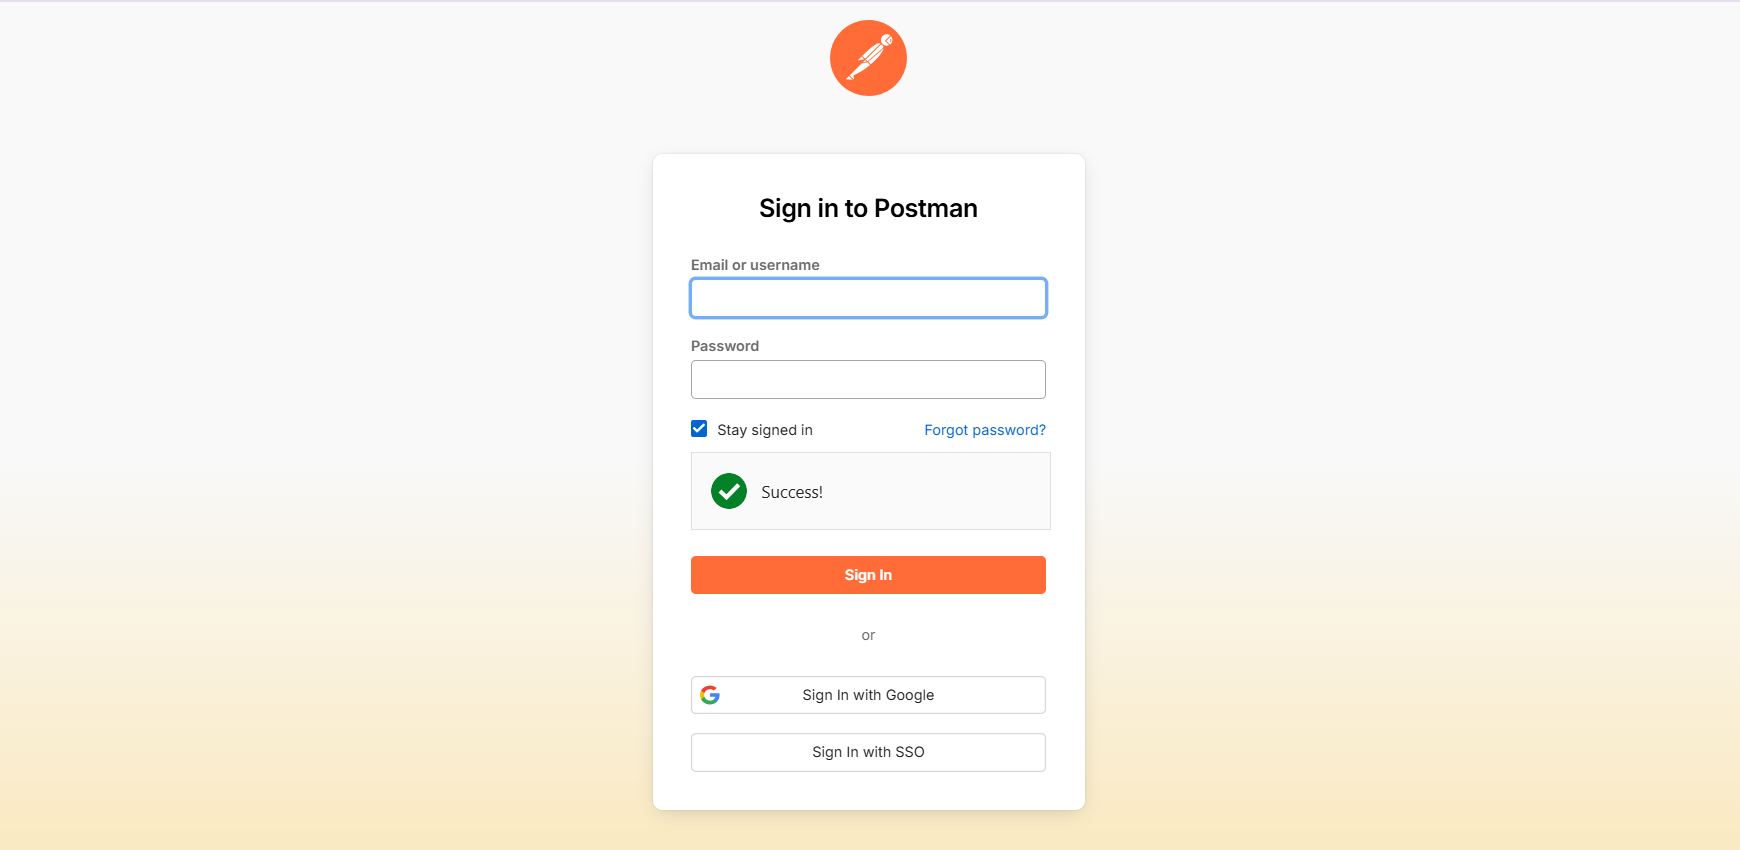 Sign in to Postman
Email or username
Password
Stay signed in
Forgot password?
Success!
Sign In
or
Sign In with Google
Sign In with SSO